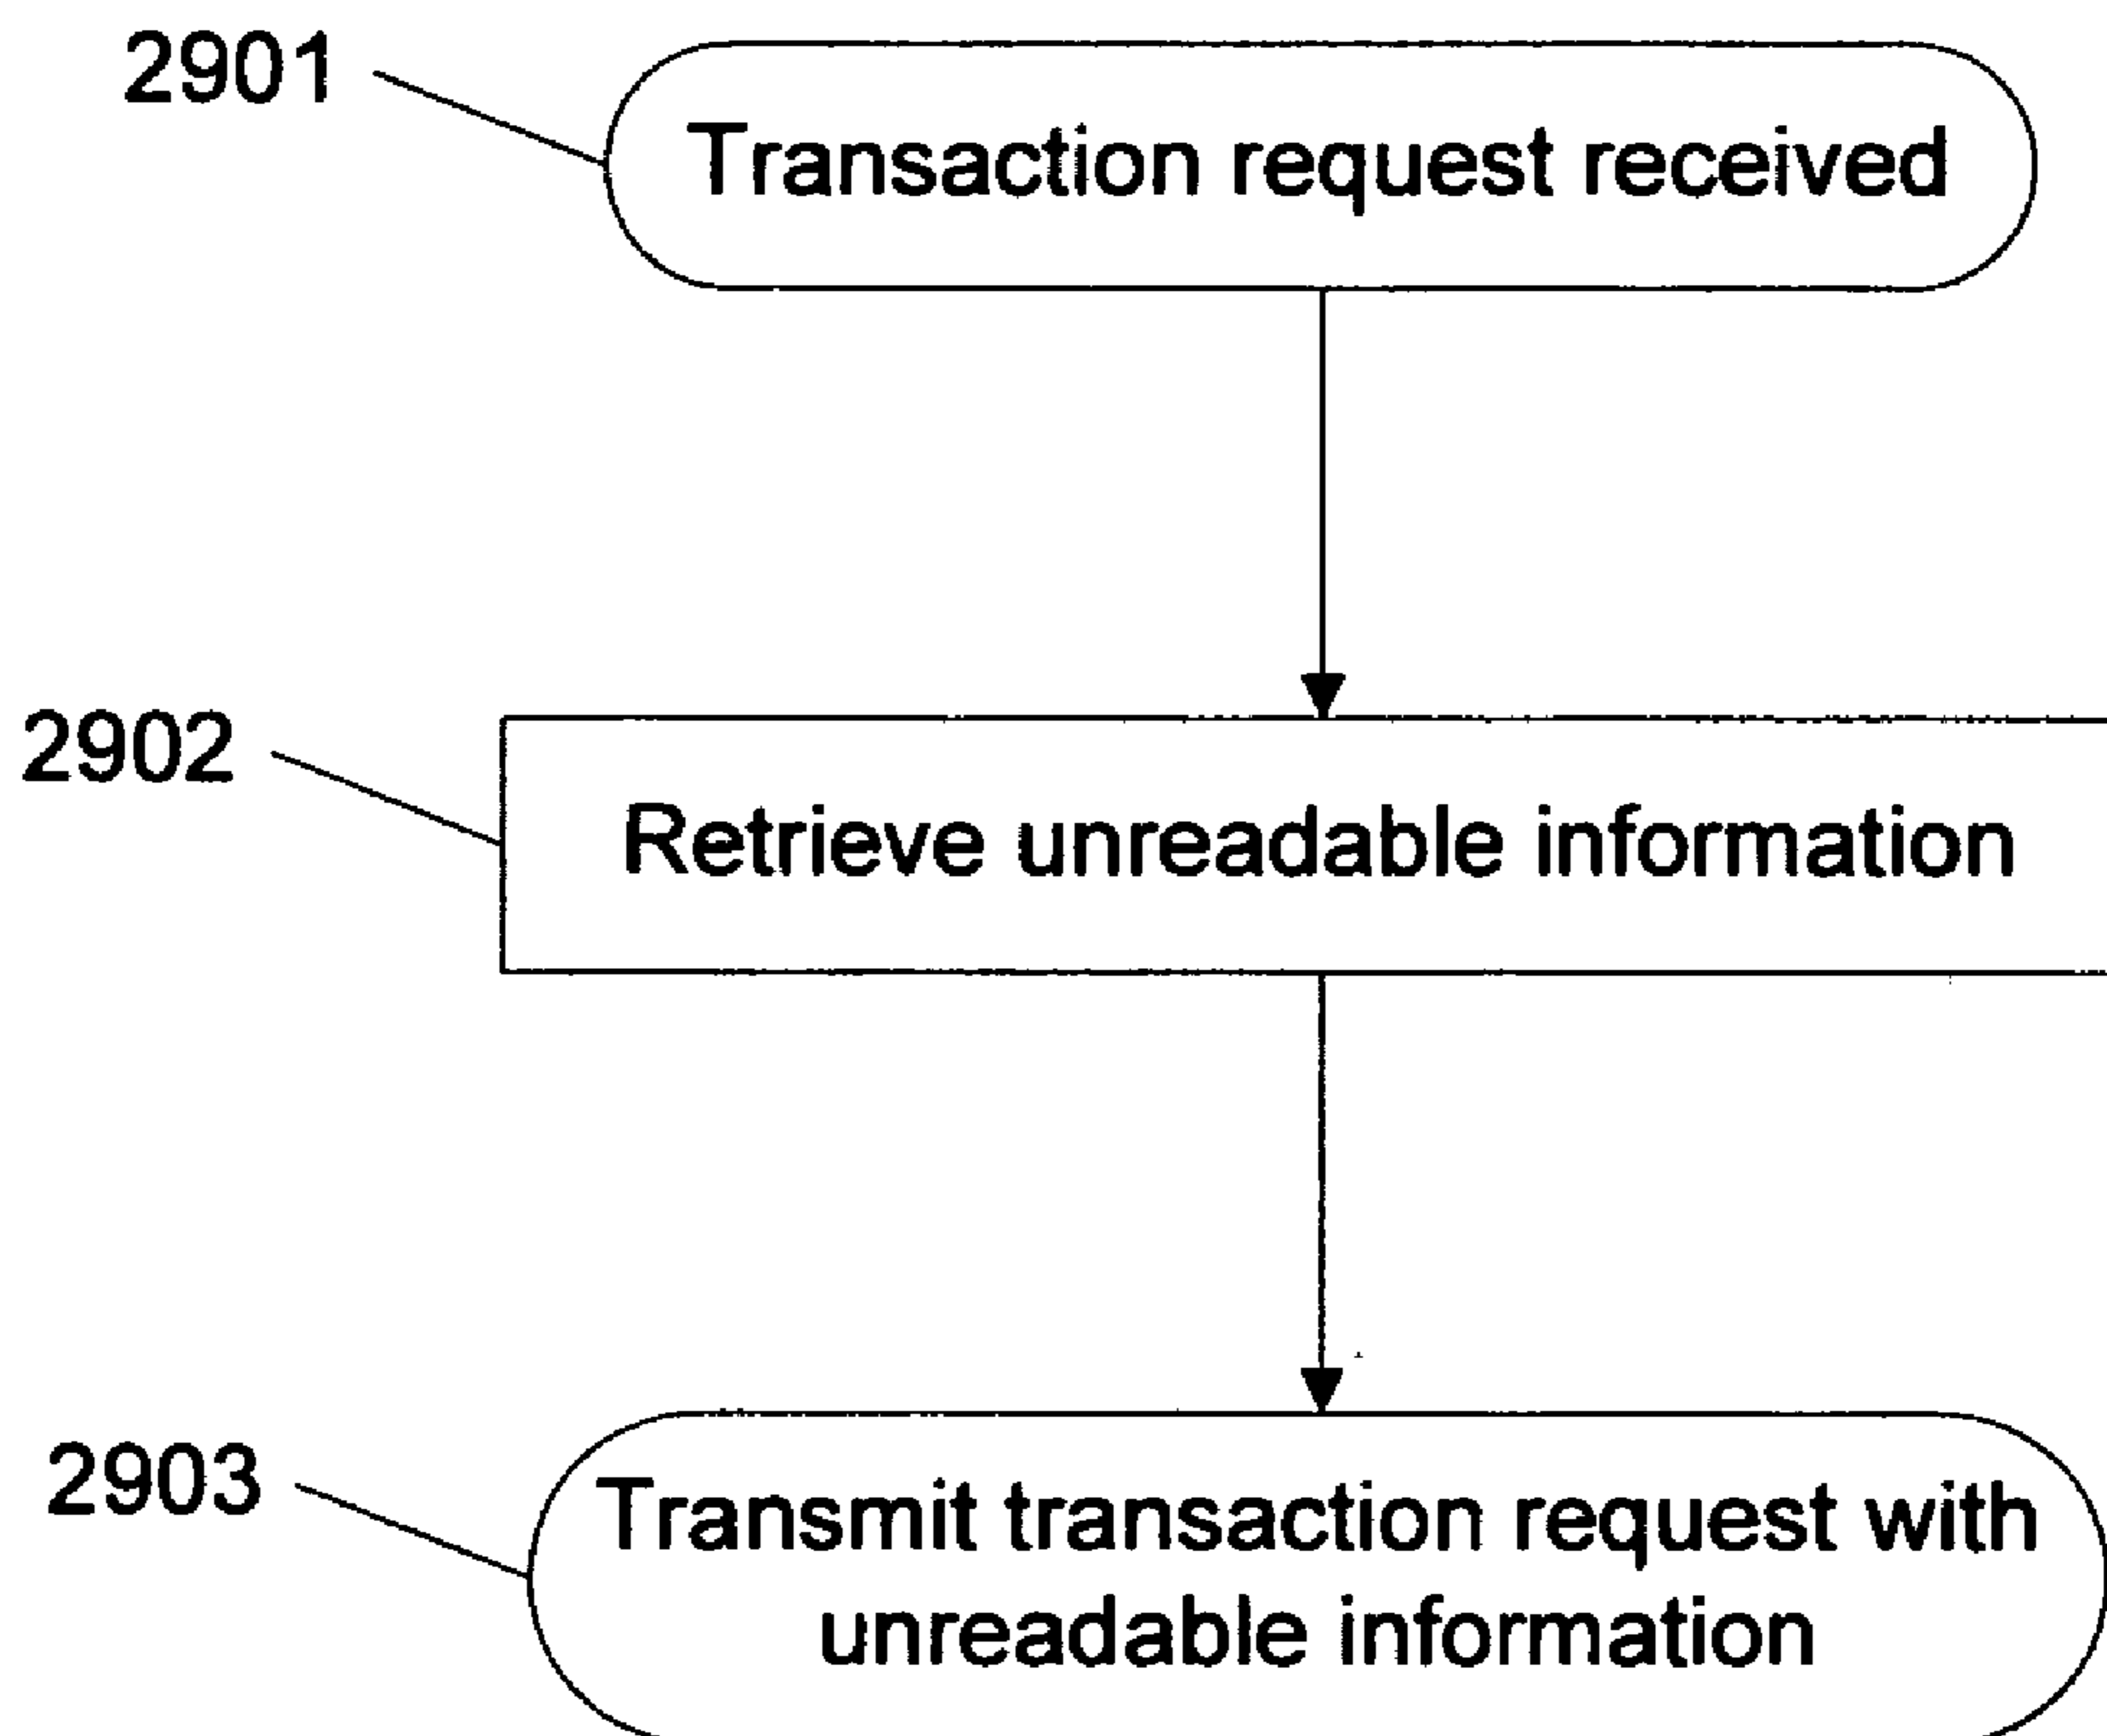 2901
Transaction request received
2902
Retrieve unreadable information
2903
Transmit transaction request with
unreadable information